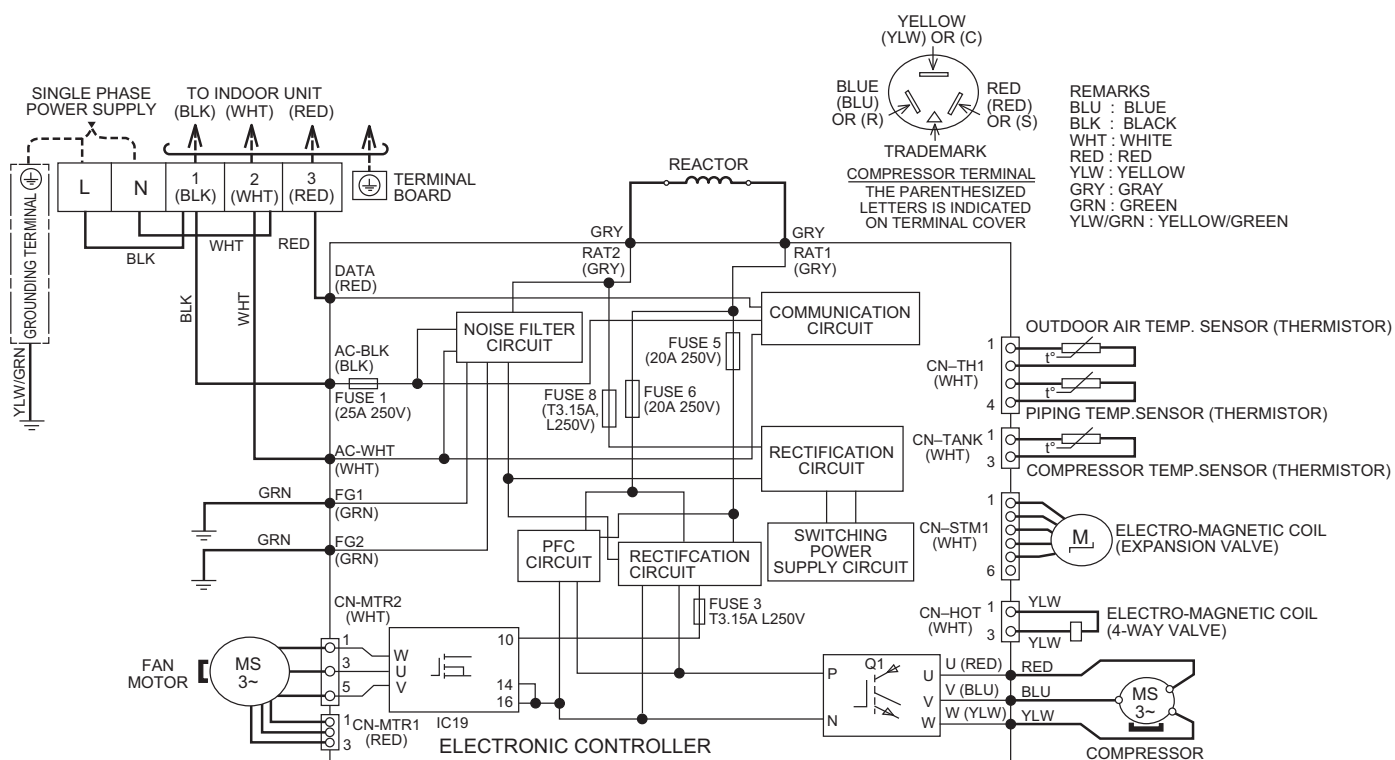 YELLOW
(YLW) OR (C)
BLUE
(BLU)
OR (R)
RED
(RED)
OR (S)
TRADEMARK
COMPRESSOR TERMINAL
THE PARENTHESIZED
LETTERS IS INDICATED
ON TERMINAL COVER
REMARKS
BLU : BLUE
BLK : BLACK
WHT : WHITE
RED : RED
YLW : YELLOW
GRY : GRAY
GRN : GREEN
YLW/GRN : YELLOW/GREEN
SINGLE PHASE
POWER SUPPLY
TO INDOOR UNIT
(BLK) (WHT) (RED)
L
N
1
(BLK)
2
(WHT)
3
(RED)
TERMINAL
BOARD
GROUNDING TERMINAL
YLW/GRN
BLK
WHT
RED
BLK
WHT
REACTOR
GRY
GRY
RAT2
(GRY)
RAT1
(GRY)
DATA
(RED)
NOISE FILTER
CIRCUIT
COMMUNICATION
CIRCUIT
AC-BLK
(BLK)
FUSE 1
(25A 250V)
FUSE 5
(20A 250V)
FUSE 8
(T3.15A,
L250V)
FUSE 6
(20A 250V)
AC-WHT
(WHT)
RECTIFICATION
CIRCUIT
GRN
FG1
(GRN)
GRN
FG2
(GRN)
PFC
CIRCUIT
RECTIFCATION
CIRCUIT
SWITCHING
POWER
SUPPLY CIRCUIT
FUSE 3
T3.15A L250V
OUTDOOR AIR TEMP. SENSOR (THERMISTOR)
1
CN–TH1
(WHT)
4
t°
t°
PIPING TEMP.SENSOR (THERMISTOR)
CN–TANK
(WHT)
1
3
t°
COMPRESSOR TEMP.SENSOR (THERMISTOR)
1
CN–STM1
(WHT)
6
M
ELECTRO-MAGNETIC COIL
(EXPANSION VALVE)
CN–HOT
(WHT)
1
3
YLW
YLW
ELECTRO-MAGNETIC COIL
(4-WAY VALVE)
CN-MTR2
(WHT)
FAN
MOTOR
MS
3~
1
3
5
W
U
V
10
14
16
IC19
1
3
CN-MTR1
(RED)
ELECTRONIC CONTROLLER
P
N
Q1
U
V
W
U (RED)
V (BLU)
W (YLW)
RED
BLU
YLW
MS
3~
COMPRESSOR